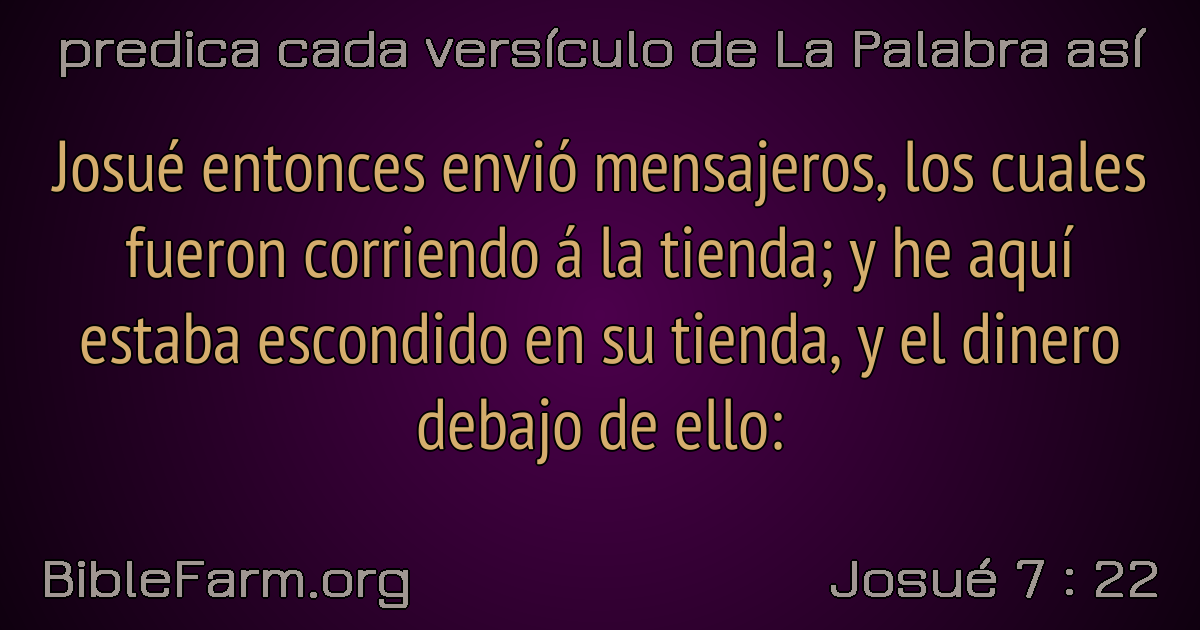 predica cada versículo de La Palabra así
Josué entonces envió mensajeros, los cuales
fueron corriendo á la tienda; y he aquí
estaba escondido en su tienda, y el dinero
debajo de ello:
BibleFarm.org
Josué 7 : 22